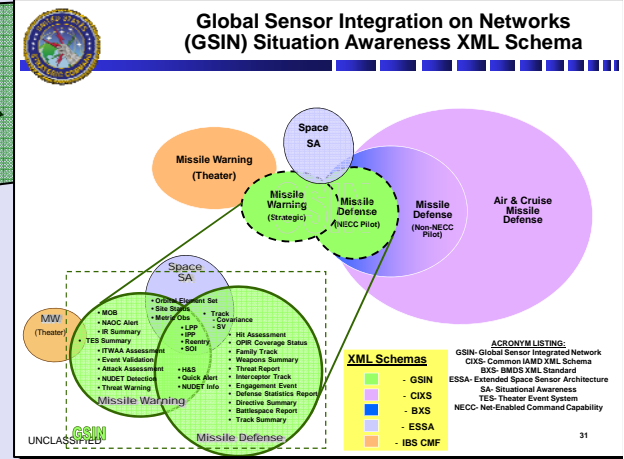 Global Sensor Integration on Networks
(GSIN) Situation Awareness XML Schema
UNITED STATES
STRATEGIC COMMAND
Space
SA
Missile Warning
(Theater)
Missile
Warning
(Strategic)
Missile
Defense
(NECC Pilot)
Missile
Defense
(Non-NECC
Pilot)
Air & Cruise
Missile
Defense
Space
SA
• Orbital Element Set
• Site Status
• Metric Obs
MW
(Theater)
• MOB
• NAOC Alert
• IR Summary
• TES Summary
• ITWAA Assessment
• Event Validation
• Attack Assessment
• NUDET Detection
• Threat Warning
Missile Warning
• LPP
• IPP
• Reentry
• SOI
• H&S
• Quick Alert
• NUDET Info
• Track
- Covariance
- SV
• Hit Assessment
• OPIR Coverage Status
• Family Track
• Weapons Summary
• Threat Report
• Interceptor Track
• Engagement Event
• Defense Statistics Report
• Directive Summary
• Battlespace Report
• Track Summary
Missile Defense
GSIN
XML Schemas
- GSIN
- CIXS
- BXS
- ESSA
- IBS CMF
ACRONYM LISTING:
GSIN- Global Sensor Integrated Network
CIXS- Common IAMD XML Schema
BXS- BMDS XML Standard
ESSA- Extended Space Sensor Architecture
SA- Situational Awareness
TES- Theater Event System
NECC- Net-Enabled Command Capability
UNCLASSIFIED
31